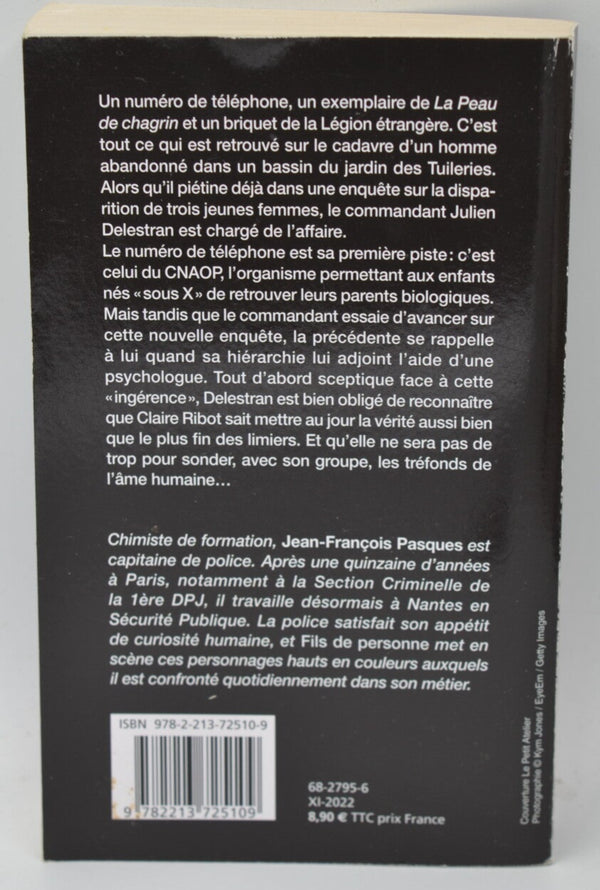 Un numéro de téléphone, un exemplaire de La Peau
de chagrin et un briquet de la Légion étrangère. C'est
tout ce qui est retrouvé sur le cadavre d'un homme
abandonné dans un bassin du jardin des Tuileries.
Alors qu'il piétine déjà dans une enquête sur la dispa-
rition de trois jeunes femmes, le commandant Julien
Delestran est chargé de l'affaire.
Le numéro de téléphone est sa première piste : c'est
celui du CNAOP, l'organisme permettant aux enfants
nés « sous X » de retrouver leurs parents biologiques.
Mais tandis que le commandant essaie d'avancer sur
cette nouvelle enquête, la précédente se rappelle
à lui quand sa hiérarchie lui adjoint l'aide d'une
psychologue. Tout d'abord sceptique face à cette
« ingérence », Delestran est bien obligé de reconnaître
que Claire Ribot sait mettre au jour la vérité aussi bien
que le plus fin des limiers. Et qu'elle ne sera pas de
trop pour sonder, avec son groupe, les tréfonds de
l'âme humaine…
Chimiste de formation, Jean-François Pasques est
capitaine de police. Après une quinzaine d'années
à Paris, notamment à la Section Criminelle de
la 1ère DPJ, il travaille désormais à Nantes en
Sécurité Publique. La police satisfait son appétit
de curiosité humaine, et Fils de personne met en
scène ces personnages hauts en couleurs auxquels
il est confronté quotidiennement dans son métier.
ISBN 978-2-213-72510-9
9 782213 725109
68-2795-6
XI-2022
8,90 € TTC prix France
Couverture Le Petit Atelier
Photographie © Kym Jones / EyeEm / Getty Images